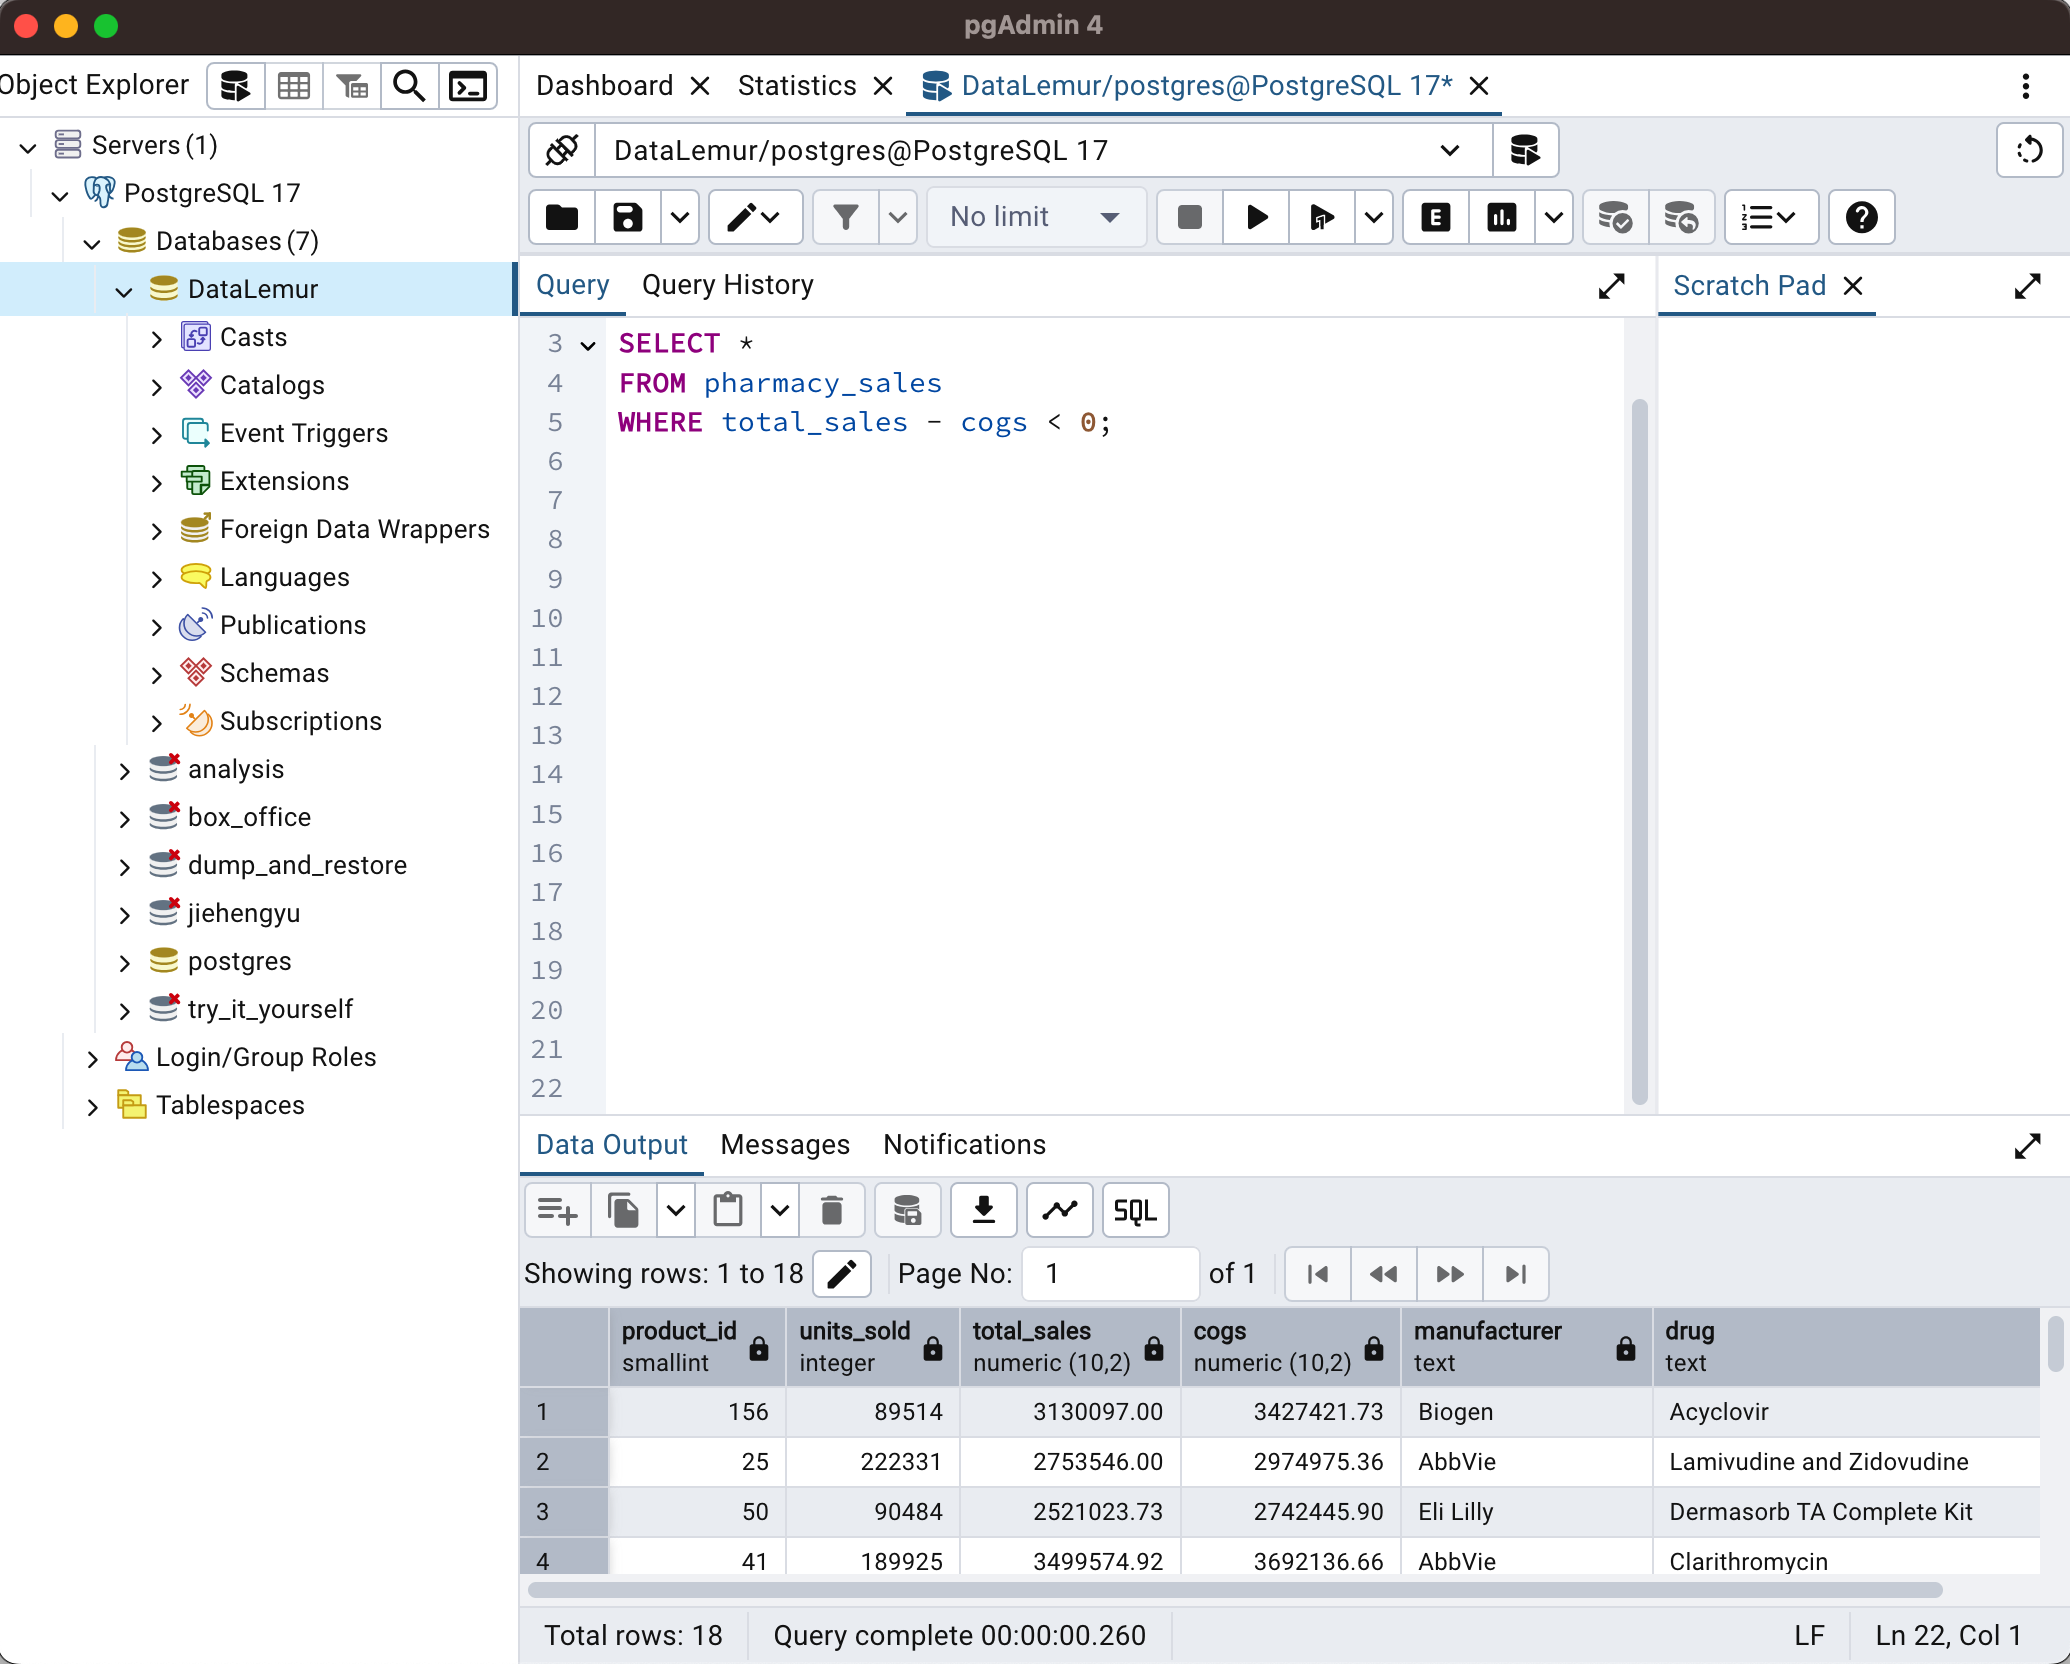 pgAdmin 4
Object Explorer
Dashboard
Statistics
DataLemur/postgres@PostgreSQL 17*
Servers (1)
PostgreSQL 17
Databases (7)
DataLemur
Casts
Catalogs
Event Triggers
Extensions
Foreign Data Wrappers
Languages
Publications
Schemas
Subscriptions
analysis
box_office
dump_and_restore
jiehengyu
postgres
try_it_yourself
Login/Group Roles
Tablespaces
DataLemur/postgres@PostgreSQL 17
No limit
E
Query
Query History
Scratch Pad
3 SELECT *
4 FROM pharmacy_sales
5 WHERE total_sales - cogs < 0;
6
7
8
9
10
11
12
13
14
15
16
17
18
19
20
21
22
Data Output
Messages
Notifications
SQL
Showing rows: 1 to 18
Page No: 1 of 1
product_id units_sold total_sales cogs manufacturer drug
smallint integer numeric (10,2) numeric (10,2) text text
1 156 89514 3130097.00 3427421.73 Biogen Acyclovir
2 25 222331 2753546.00 2974975.36 AbbVie Lamivudine and Zidovudine
3 50 90484 2521023.73 2742445.90 Eli Lilly Dermasorb TA Complete Kit
4 41 189925 3499574.92 3692136.66 AbbVie Clarithromycin
Total rows: 18
Query complete 00:00:00.260
LF
Ln 22, Col 1